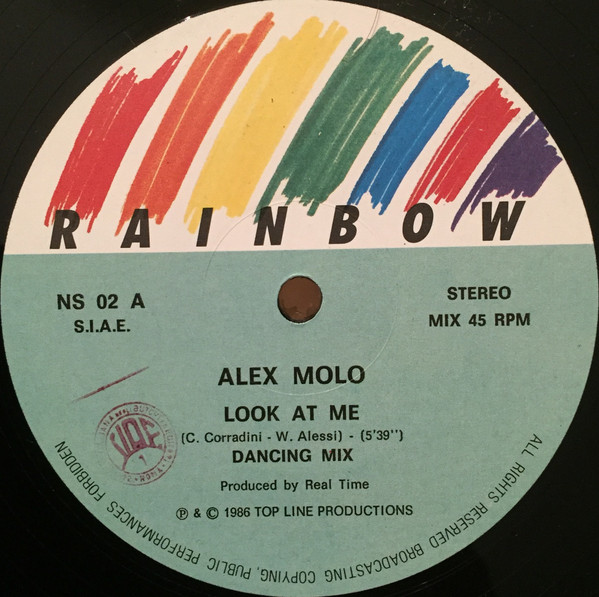 RAINBOW
NS 02 A
S.I.A.E.
STEREO
MIX 45 RPM
ALEX MOLO
LOOK AT ME
(C. Corradini - W. Alessi) - (5'39")
DANCING MIX
Produced by Real Time
℗ & © 1986 TOP LINE PRODUCTIONS
ALL RIGHTS RESERVED BROADCASTING COPYING, PUBLIC PERFORMANCES FORBIDDEN